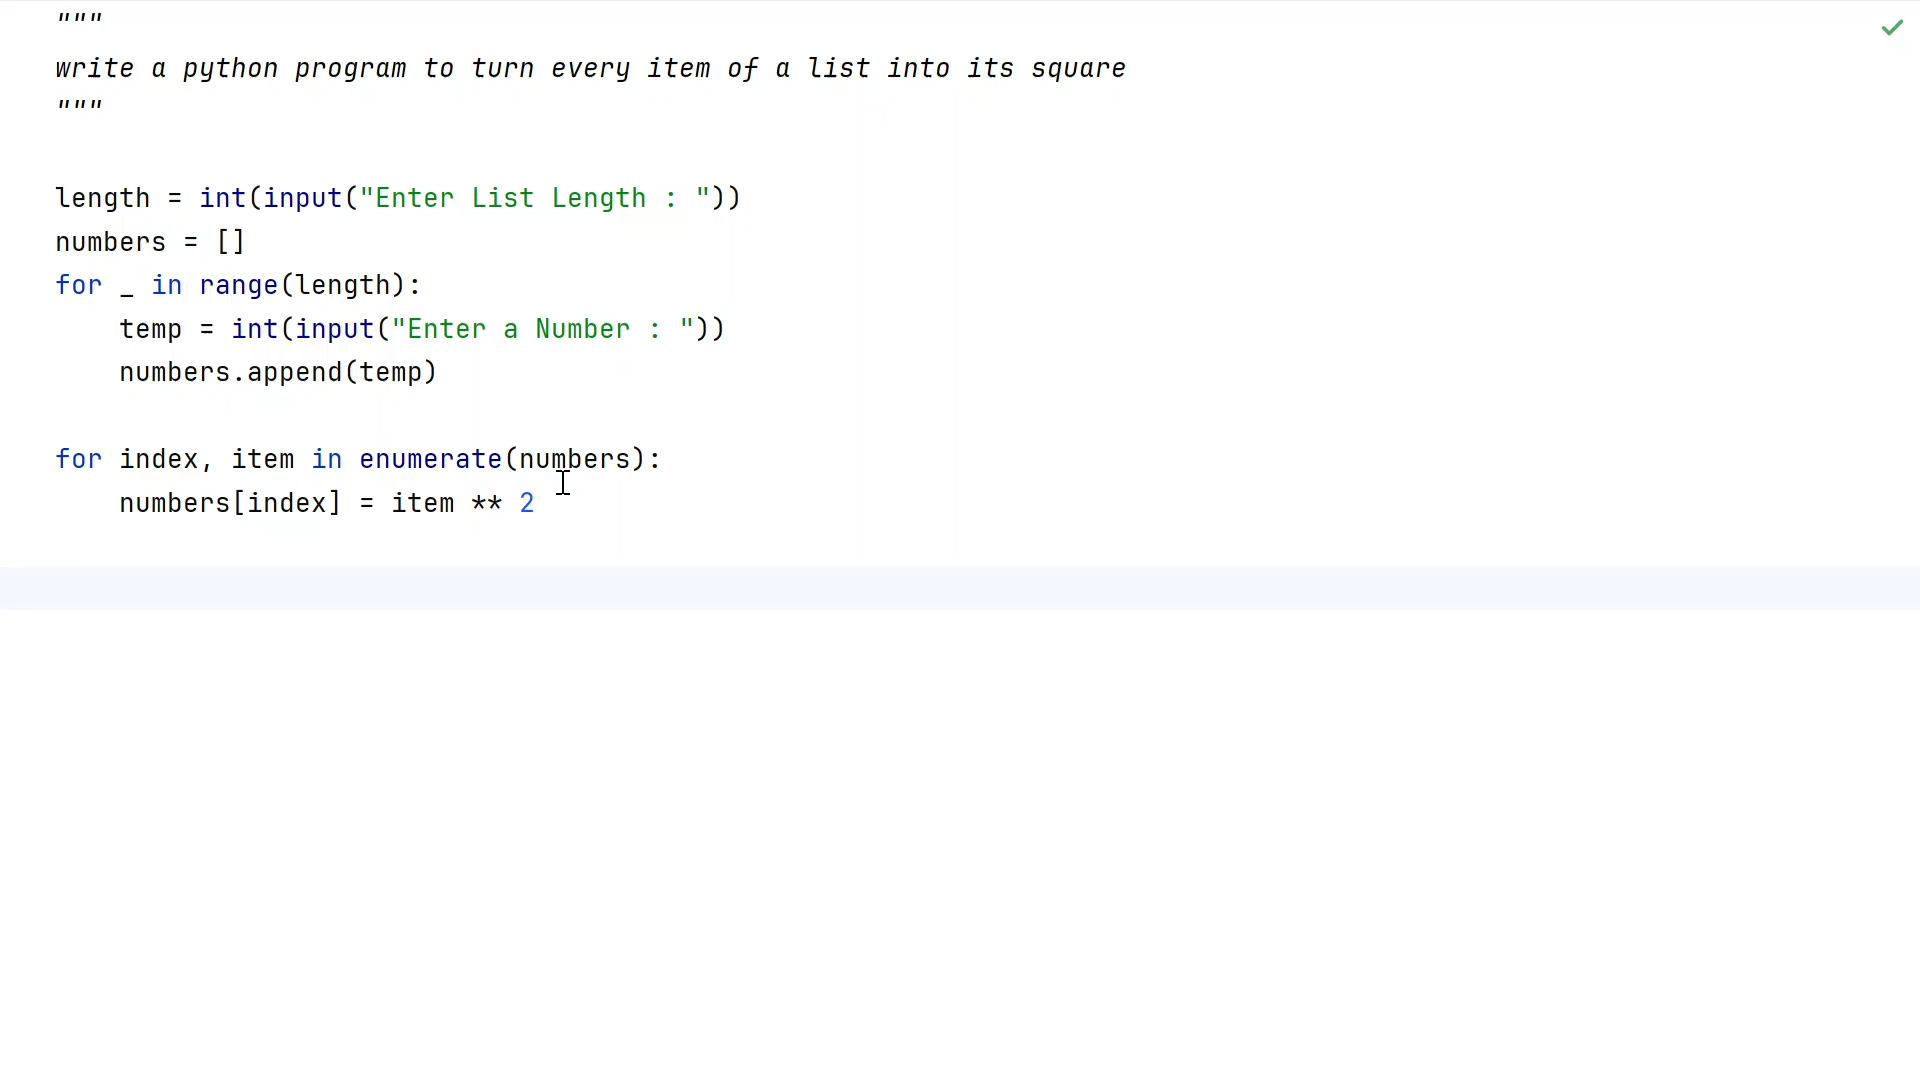 """
write a python program to turn every item of a list into its square
"""
length = int(input("Enter List Length : "))
numbers = []
for _ in range(length):
    temp = int(input("Enter a Number : "))
    numbers.append(temp)
for index, item in enumerate(numbers):
    numbers[index] = item ** 2